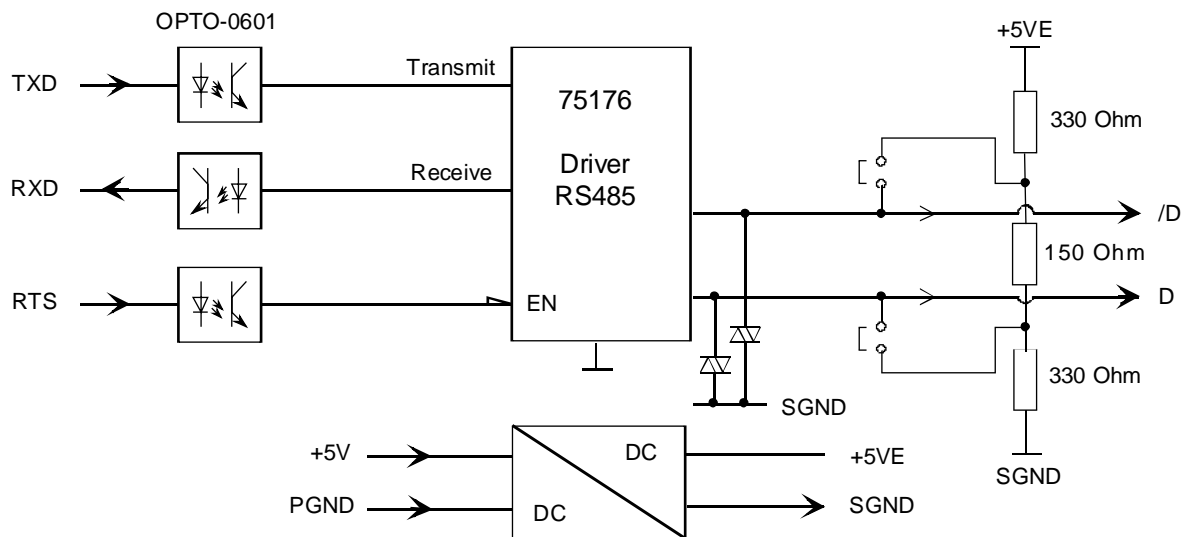 OPTO-0601
+5VE
TXD
Transmit
75176
330 Ohm
RXD
Receive
Driver
RS485
/D
150 Ohm
RTS
EN
D
330 Ohm
SGND
+5V
DC
+5VE
SGND
PGND
DC
SGND